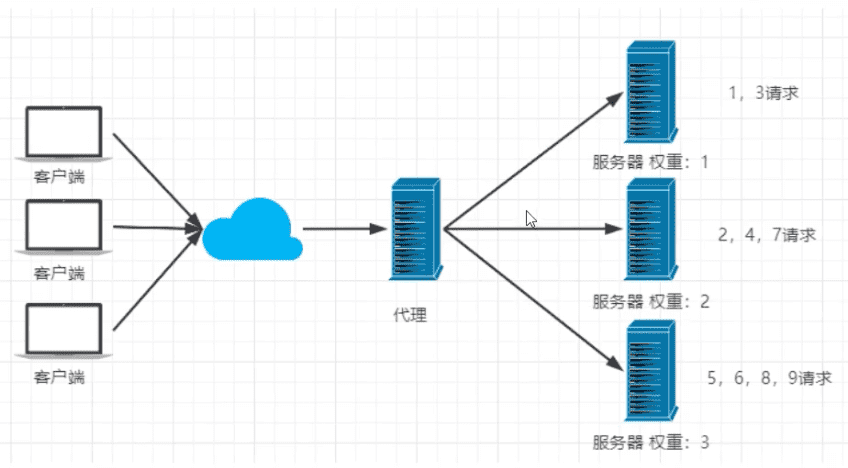 1，3请求
服务器 权重：1
客户端
2，4，7请求
客户端
服务器 权重：2
代理
5，6，8，9请求
客户端
服务器 权重：3